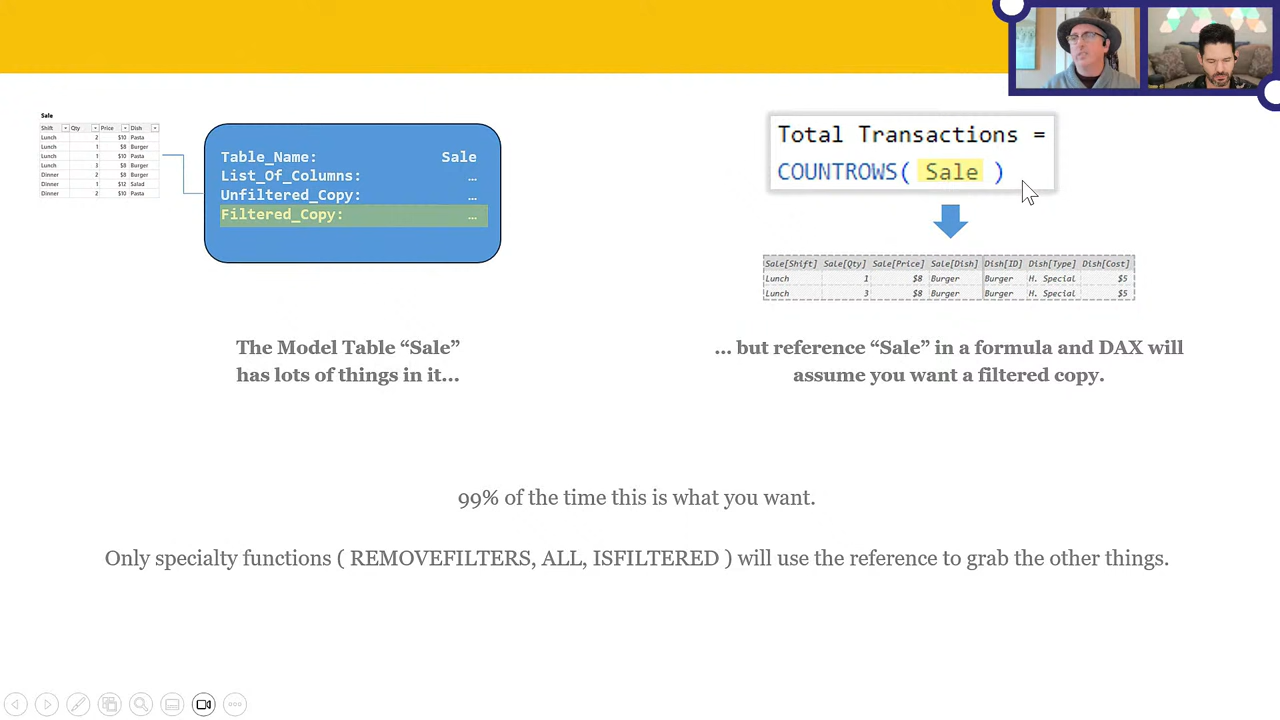 Sale
Shift Qty Price Dish
Lunch 2 $10 Pasta
Lunch 1 $8 Burger
Lunch 1 $10 Pasta
Lunch 3 $8 Burger
Dinner 2 $8 Burger
Dinner 1 $12 Salad
Dinner 2 $10 Pasta
Table_Name: Sale
List_Of_Columns: …
Unfiltered_Copy: …
Filtered_Copy: …
The Model Table “Sale”
has lots of things in it…
Total Transactions =
COUNTROWS( Sale )
Sale[Shift] Sale[Qty] Sale[Price] Sale[Dish] Dish[ID] Dish[Type] Dish[Cost]
Lunch 1 $8 Burger Burger H. Special $5
Lunch 3 $8 Burger Burger H. Special $5
… but reference “Sale” in a formula and DAX will
assume you want a filtered copy.
99% of the time this is what you want.
Only specialty functions ( REMOVEFILTERS, ALL, ISFILTERED ) will use the reference to grab the other things.